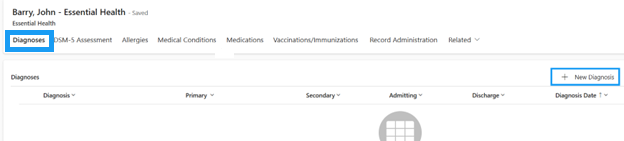 Barry, John - Essential Health - Saved
Essential Health
Diagnoses DSM-5 Assessment Allergies Medical Conditions Medications Vaccinations/Immunizations Record Administration Related
Diagnoses + New Diagnosis
Diagnosis Primary Secondary Admitting Discharge Diagnosis Date ↑